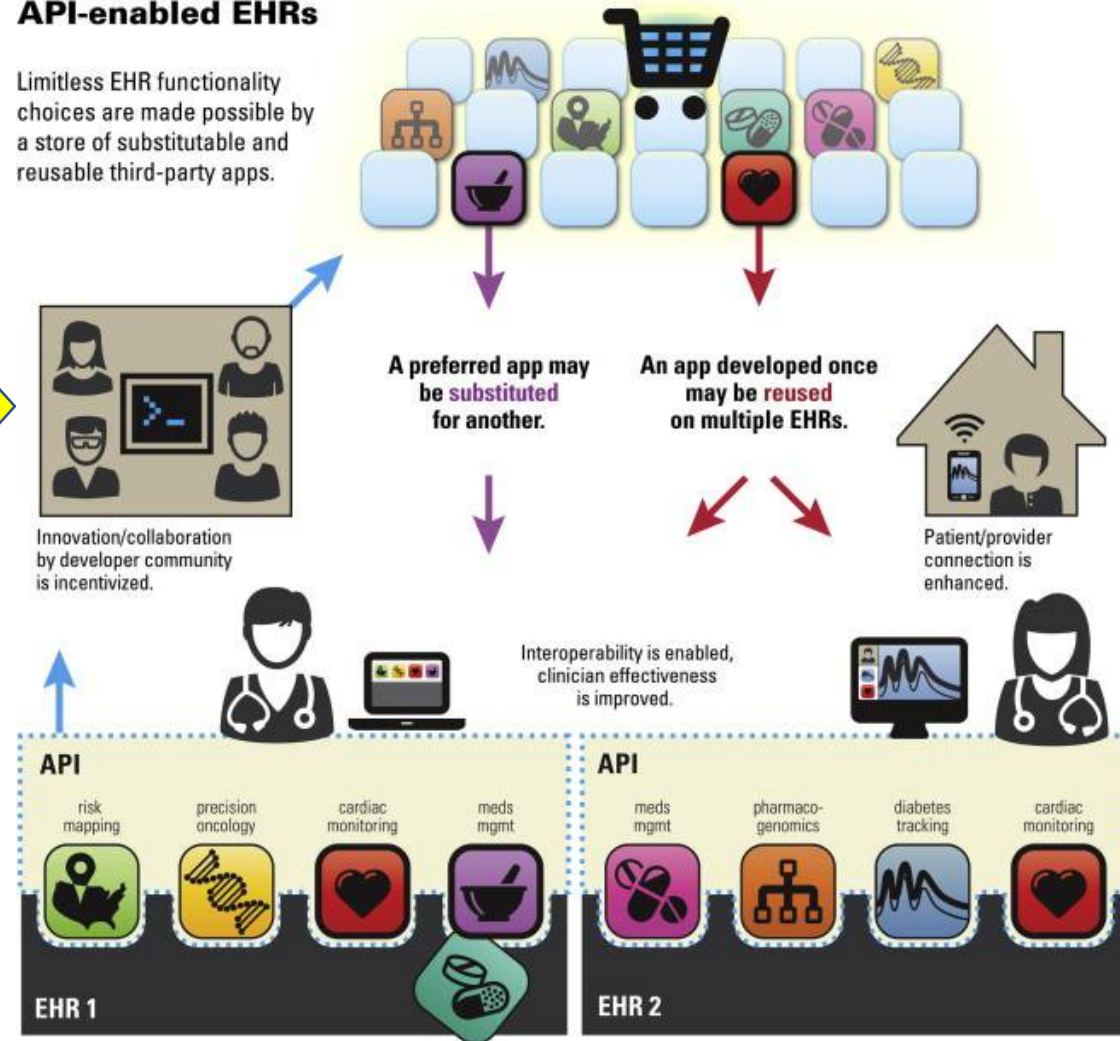 API-enabled EHRs
Limitless EHR functionality
choices are made possible by
a store of substitutable and
reusable third-party apps.
A preferred app may
be substituted
for another.
An app developed once
may be reused
on multiple EHRs.
>_
Innovation/collaboration
by developer community
is incentivized.
Patient/provider
connection is
enhanced.
Interoperability is enabled,
clinician effectiveness
is improved.
API
risk
mapping
precision
oncology
cardiac
monitoring
meds
mgmt
EHR 1
API
meds
mgmt
pharmaco-
genomics
diabetes
tracking
cardiac
monitoring
EHR 2